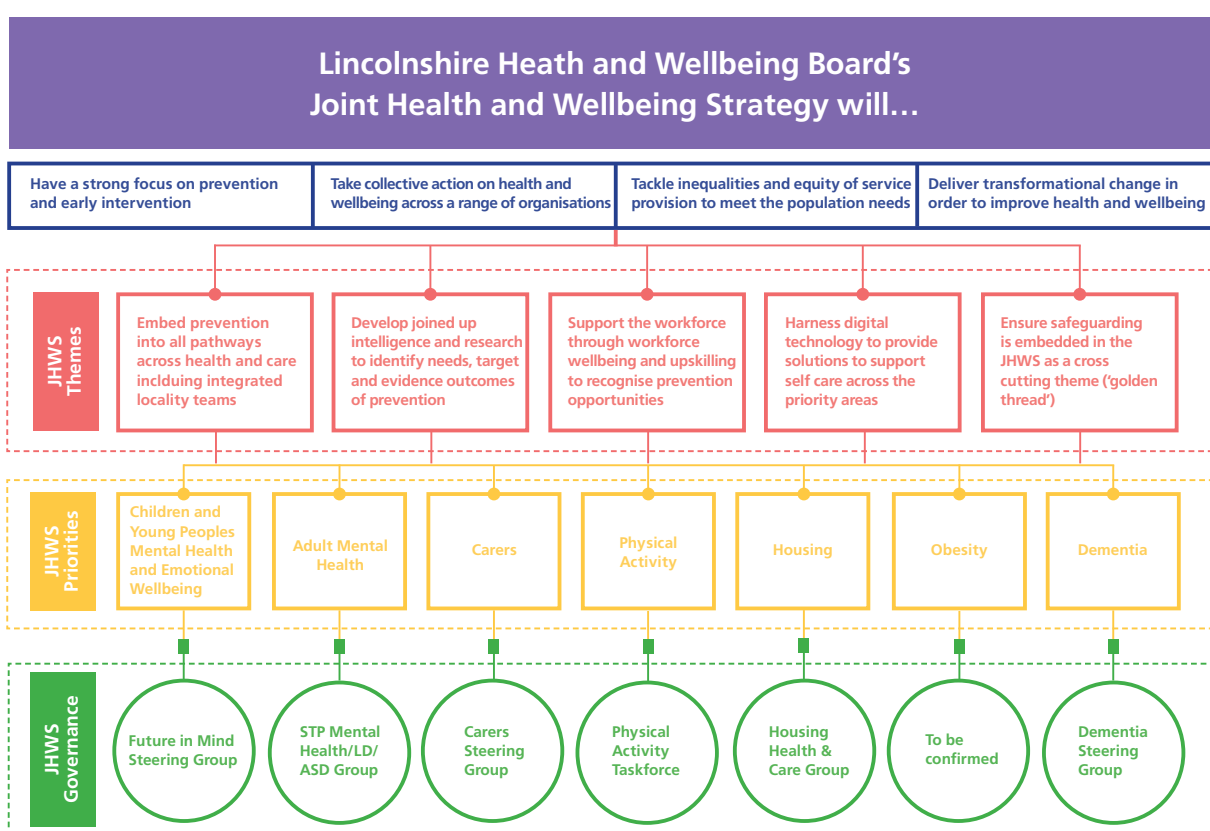 Lincolnshire Heath and Wellbeing Board's
Joint Health and Wellbeing Strategy will…
Have a strong focus on prevention
and early intervention
Take collective action on health and
wellbeing across a range of organisations
Tackle inequalities and equity of service
provision to meet the population needs
Deliver transformational change in
order to improve health and wellbeing
JHWS
Themes
Embed prevention
into all pathways
across health and care
inclduing integrated
locality teams
Develop joined up
intelligence and research
to identify needs, target
and evidence outcomes
of prevention
Support the workforce
through workforce
wellbeing and upskilling
to recognise prevention
opportunities
Harness digital
technology to provide
solutions to support
self care across the
priority areas
Ensure safeguarding
is embedded in the
JHWS as a cross
cutting theme ('golden
thread')
JHWS
Priorities
Children and
Young Peoples
Mental Health
and Emotional
Wellbeing
Adult Mental
Health
Carers
Physical
Activity
Housing
Obesity
Dementia
JHWS
Governance
Future in Mind
Steering Group
STP Mental
Health/LD/
ASD Group
Carers
Steering
Group
Physical
Activity
Taskforce
Housing
Health &
Care Group
To be
confirmed
Dementia
Steering
Group